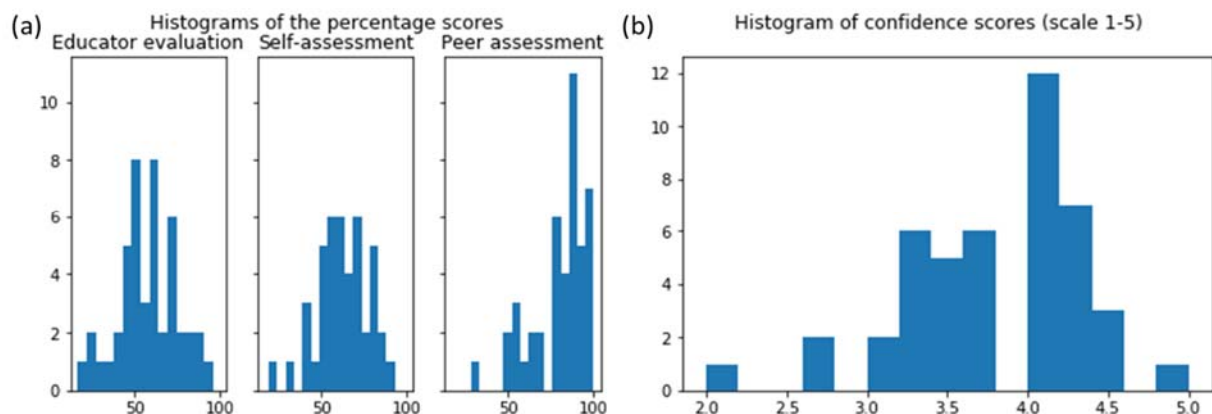 (a)
Histograms of the percentage scores
Educator evaluation Self-assessment Peer assessment
10
8
6
4
2
0
50 100 50 100 50 100
(b)
Histogram of confidence scores (scale 1-5)
12
10
8
6
4
2
0
2.0 2.5 3.0 3.5 4.0 4.5 5.0